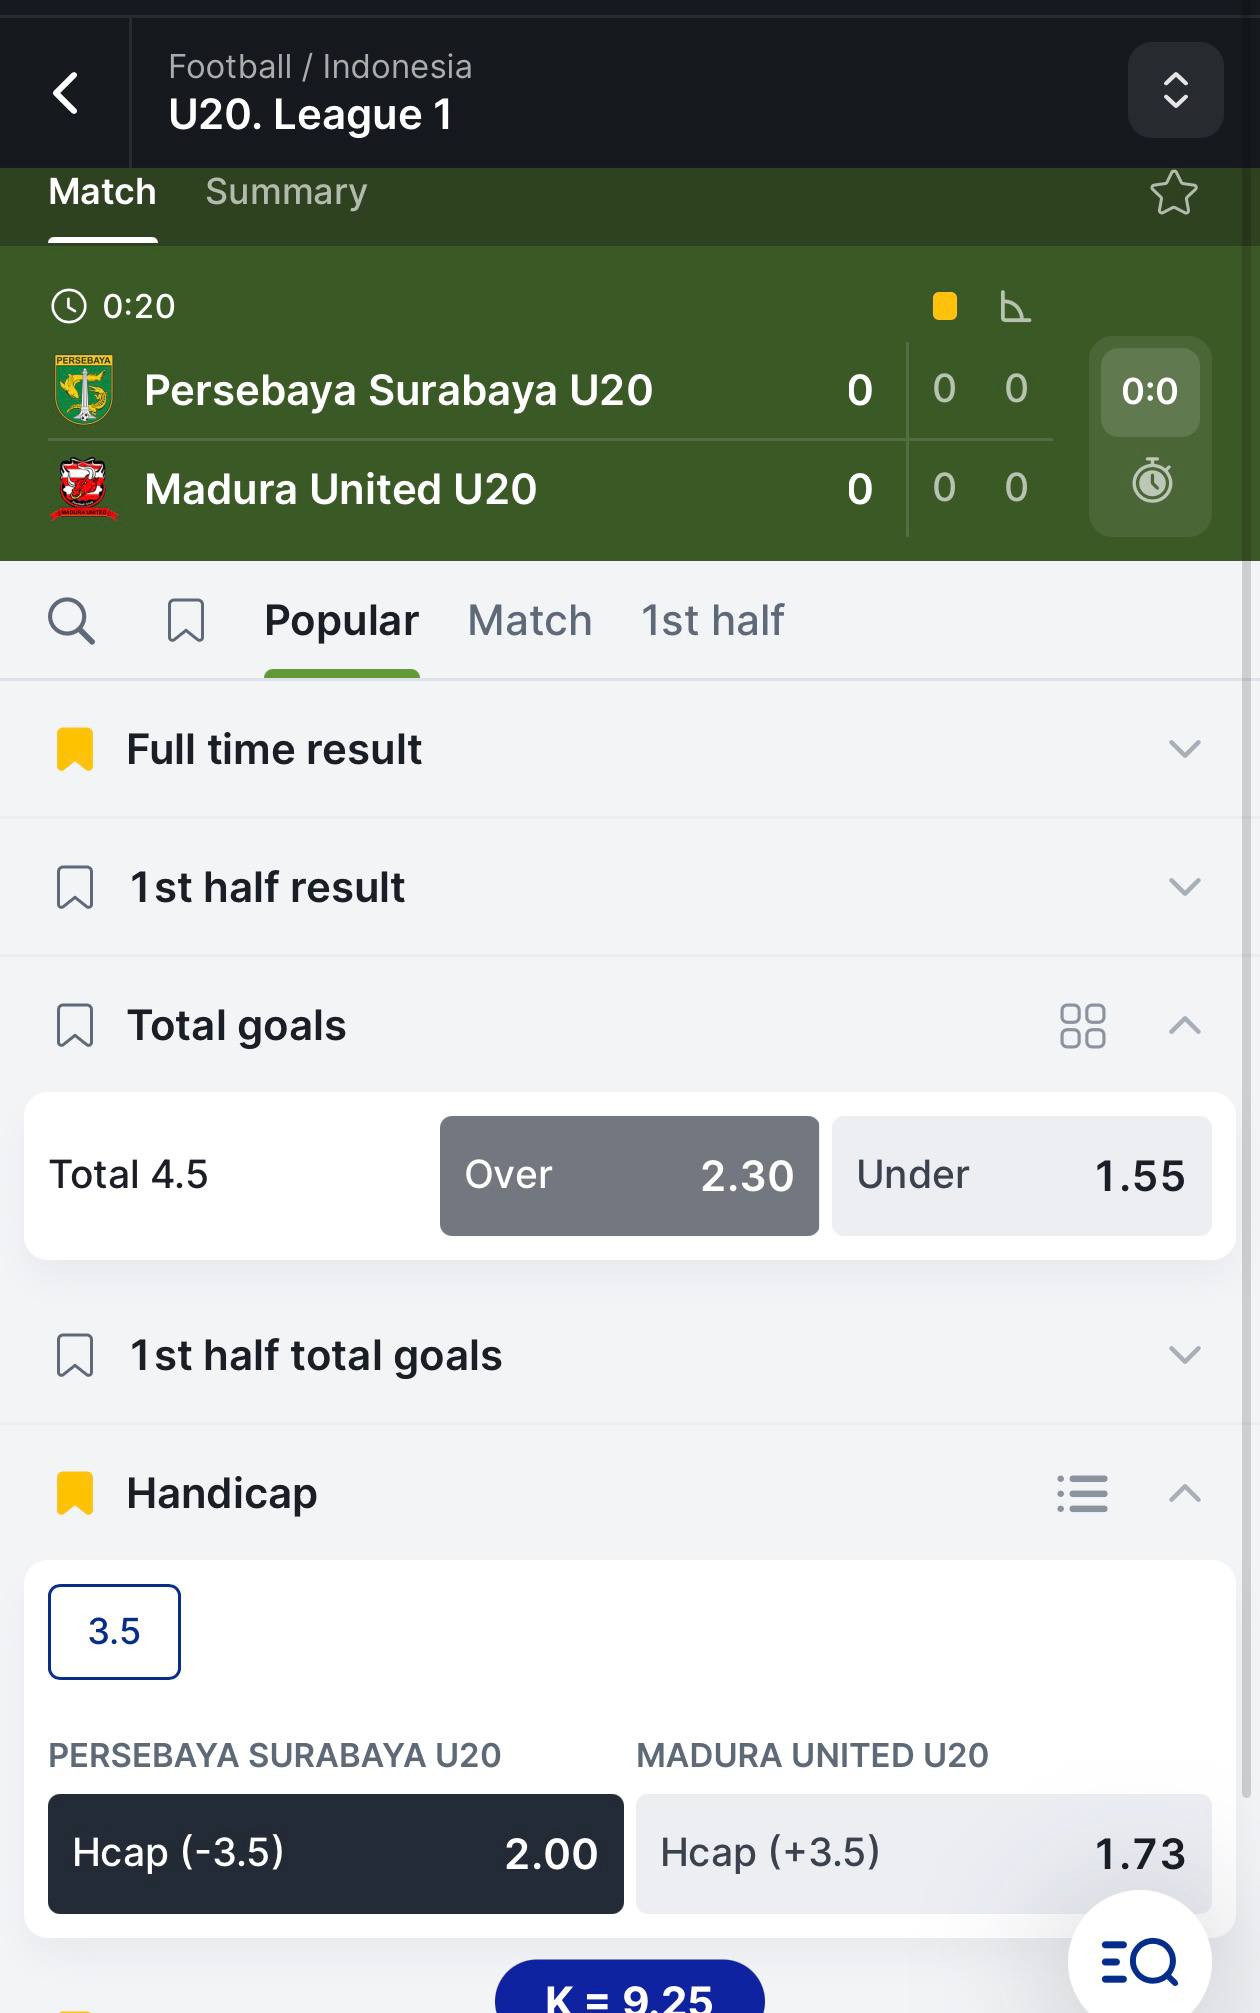 Football / Indonesia
U20. League 1
Match Summary
0:20
PERSEBAYA
Persebaya Surabaya U20 0 0 0
0:0
MADURA UNITED
Madura United U20 0 0 0
Popular Match 1st half
Full time result
1st half result
Total goals
Total 4.5 Over 2.30 Under 1.55
1st half total goals
Handicap
3.5
PERSEBAYA SURABAYA U20 MADURA UNITED U20
Hcap (-3.5) 2.00 Hcap (+3.5) 1.73
K = 9.25